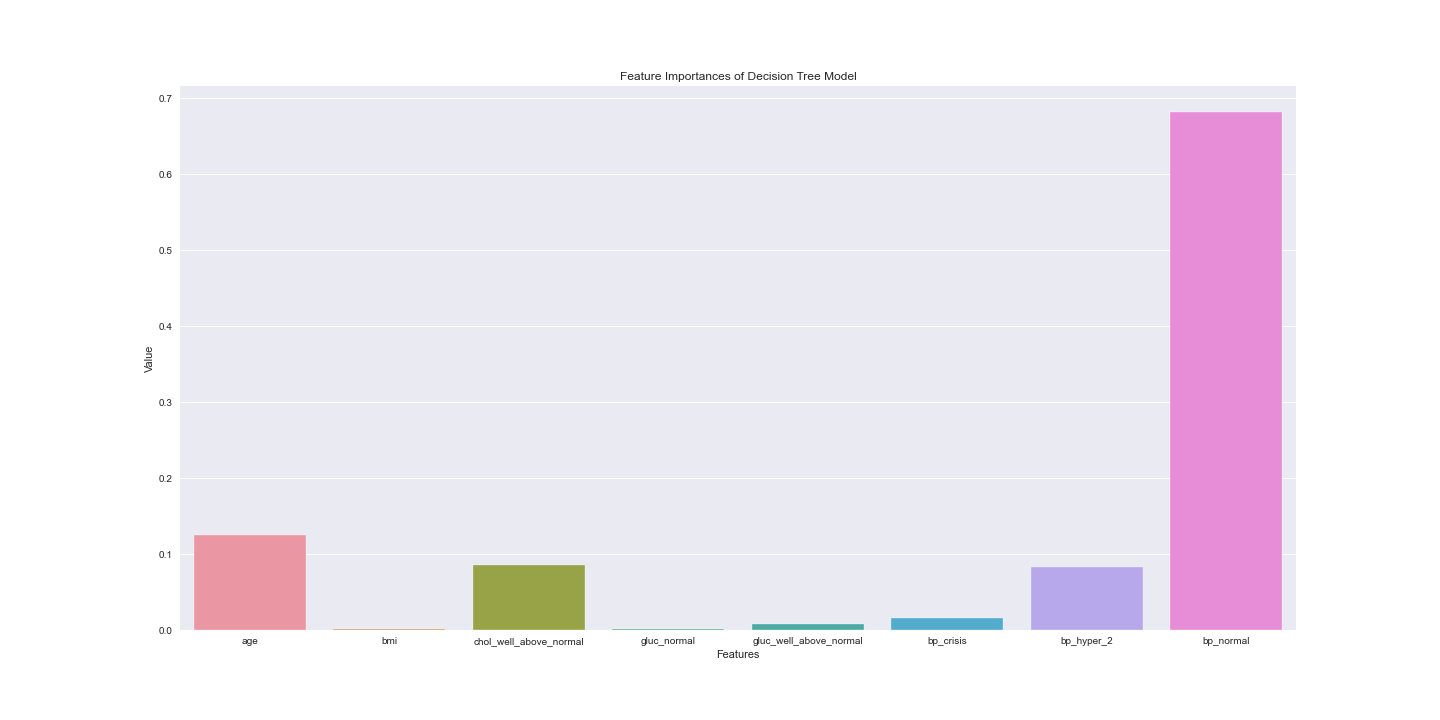 Feature Importances of Decision Tree Model
0.7
0.6
0.5
0.4
0.3
0.2
0.1
0.0
Value
age bmi chol_well_above_normal gluc_normal gluc_well_above_normal bp_crisis bp_hyper_2 bp_normal
Features